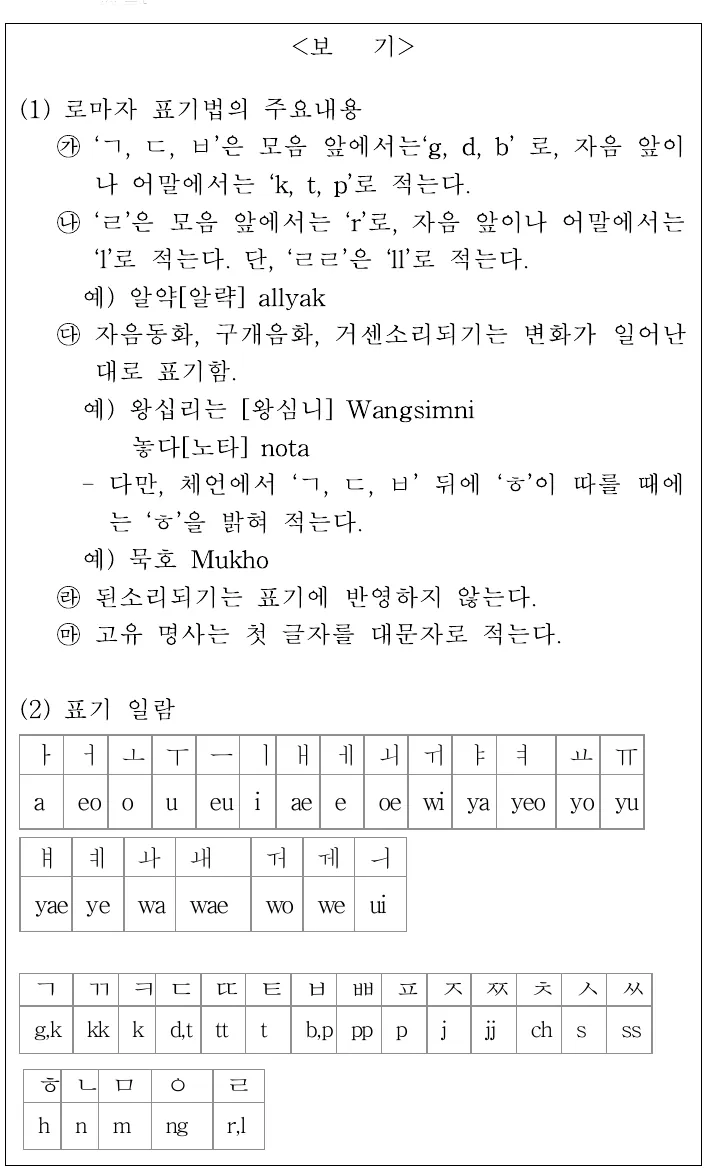 <보 기>
(1) 로마자 표기법의 주요내용
㉮ ‘ㄱ, ㄷ, ㅂ’은 모음 앞에서는‘g, d, b’ 로, 자음 앞이
나 어말에서는 ‘k, t, p’로 적는다.
㉯ ‘ㄹ’은 모음 앞에서는 ‘r’로, 자음 앞이나 어말에서는
‘l’로 적는다. 단, ‘ㄹㄹ’은 ‘ll’로 적는다.
예) 알약[알략] allyak
㉰ 자음동화, 구개음화, 거센소리되기는 변화가 일어난
대로 표기함.
예) 왕십리는 [왕심니] Wangsimni
놓다[노타] nota
- 다만, 체언에서 ‘ㄱ, ㄷ, ㅂ’ 뒤에 ‘ㅎ’이 따를 때에
는 ‘ㅎ’을 밝혀 적는다.
예) 묵호 Mukho
㉱ 된소리되기는 표기에 반영하지 않는다.
㉲ 고유 명사는 첫 글자를 대문자로 적는다.
(2) 표기 일람
ㅏ ㅓ ㅗ ㅜ ㅡ ㅣ ㅐ ㅔ ㅚ ㅟ ㅑ ㅕ ㅛ ㅠ
a eo o u eu i ae e oe wi ya yeo yo yu
ㅒ ㅖ ㅘ ㅙ ㅝ ㅞ ㅢ
yae ye wa wae wo we ui
ㄱ ㄲ ㅋ ㄷ ㄸ ㅌ ㅂ ㅃ ㅍ ㅈ ㅉ ㅊ ㅅ ㅆ
g,k kk k d,t tt t b,p pp p j jj ch s ss
ㅎ ㄴ ㅁ ㅇ ㄹ
h n m ng r,l